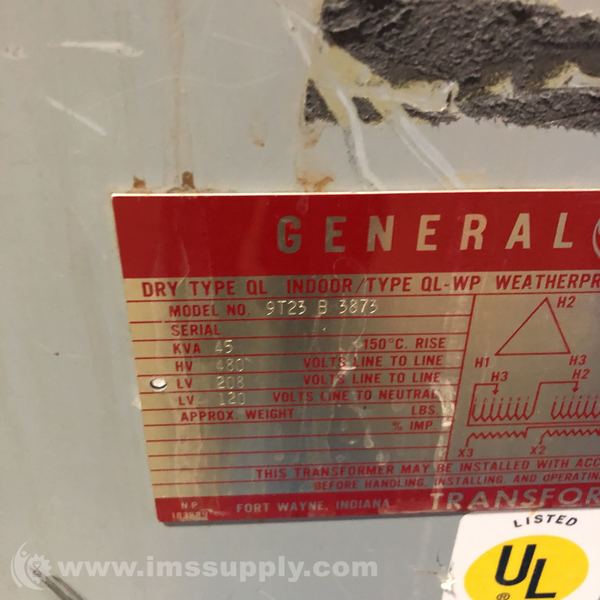 GENERAL
DRY TYPE QL INDOOR/TYPE QL-WP WEATHERPR
MODEL NO. 9T23 B 3873
SERIAL
KVA 45 150°C. RISE
HV 480 VOLTS LINE TO LINE
LV 208 VOLTS LINE TO LINE
LV 120 VOLTS LINE TO NEUTRAL
APPROX. WEIGHT LBS.
% IMP.
H2
H1
H3 H2
X3 X2
THIS TRANSFORMER MAY BE INSTALLED WITH ACC
BEFORE HANDLING, INSTALLING, AND OPERATIN
N.P.
FORT WAYNE, INDIANA TRANSFOR
LISTED
UL
®
© www.imssupply.com